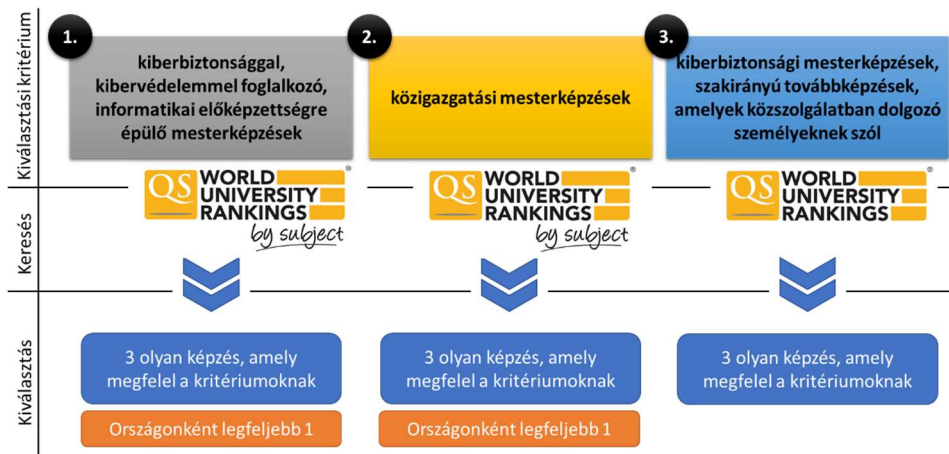 Kiválasztási kritérium
1.
kiberbiztonsággal,
kibervédelemmel foglalkozó,
informatikai előképzettségre
épülő mesterképzések
2.
közigazgatási mesterképzések
3.
kiberbiztonsági mesterképzések,
szakirányú továbbképzések,
amelyek közszolgálatban dolgozó
személyeknek szól
Keresés
QS WORLD
UNIVERSITY
RANKINGS
by subject
QS WORLD
UNIVERSITY
RANKINGS
by subject
QS WORLD
UNIVERSITY
RANKINGS
Kiválasztás
3 olyan képzés, amely
megfelel a kritériumoknak
Országonként legfeljebb 1
3 olyan képzés, amely
megfelel a kritériumoknak
Országonként legfeljebb 1
3 olyan képzés, amely
megfelel a kritériumoknak